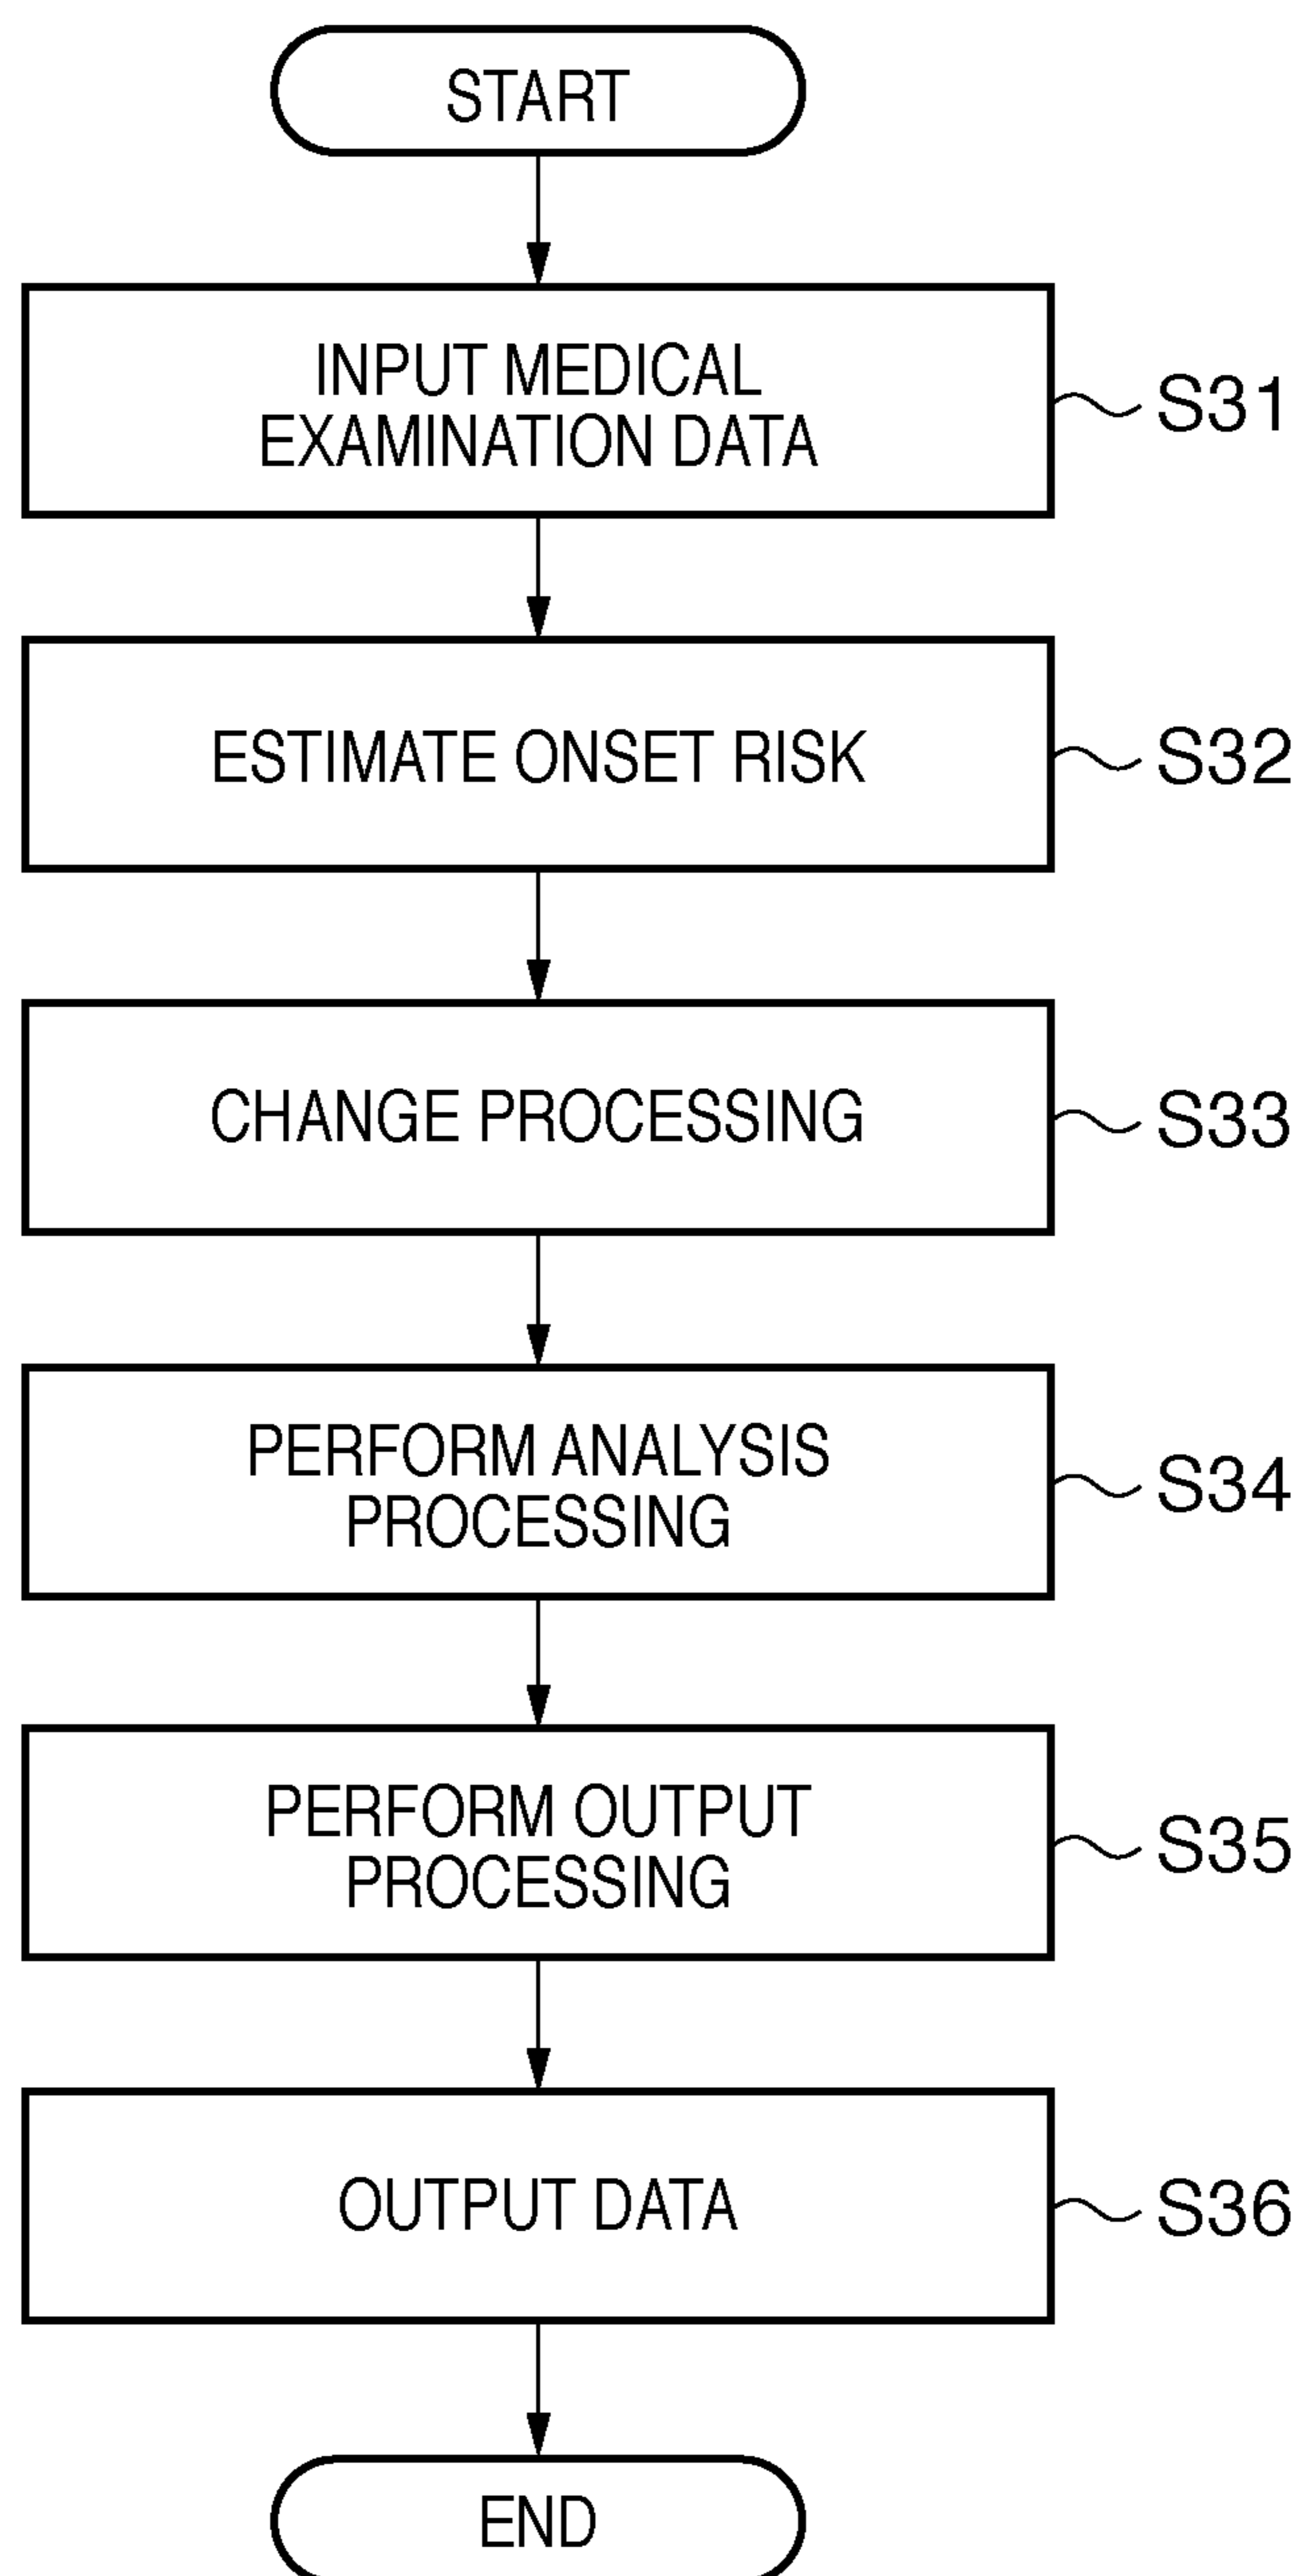 START
INPUT MEDICAL
EXAMINATION DATA
S31
ESTIMATE ONSET RISK
S32
CHANGE PROCESSING
S33
PERFORM ANALYSIS
PROCESSING
S34
PERFORM OUTPUT
PROCESSING
S35
OUTPUT DATA
S36
END